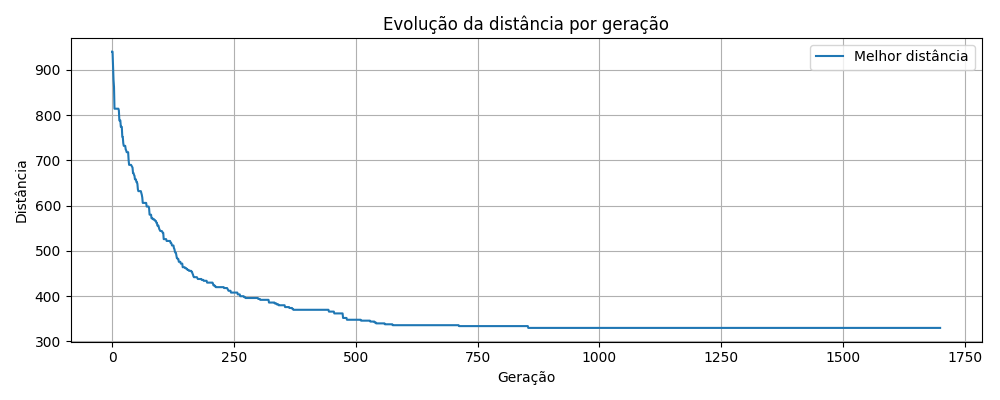 Evolução da distância por geração
Melhor distância
Distância
900
800
700
600
500
400
300
0 250 500 750 1000 1250 1500 1750
Geração